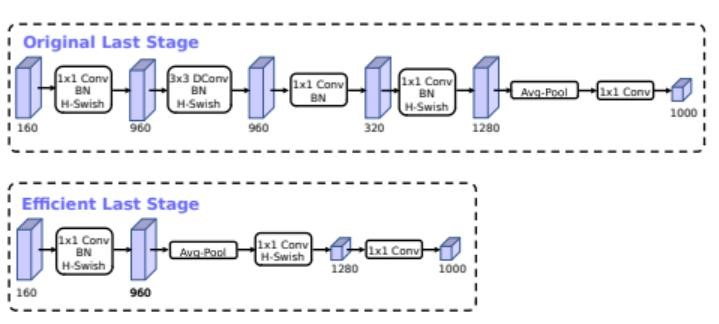 Original Last Stage
1x1 Conv
BN
H-Swish
3x3 DConv
BN
H-Swish
1x1 Conv
BN
1x1 Conv
BN
H-Swish
Avg-Pool
1x1 Conv
160
960
960
320
1280
1000
Efficient Last Stage
1x1 Conv
BN
H-Swish
Avg-Pool
1x1 Conv
H-Swish
1x1 Conv
160
960
1280
1000